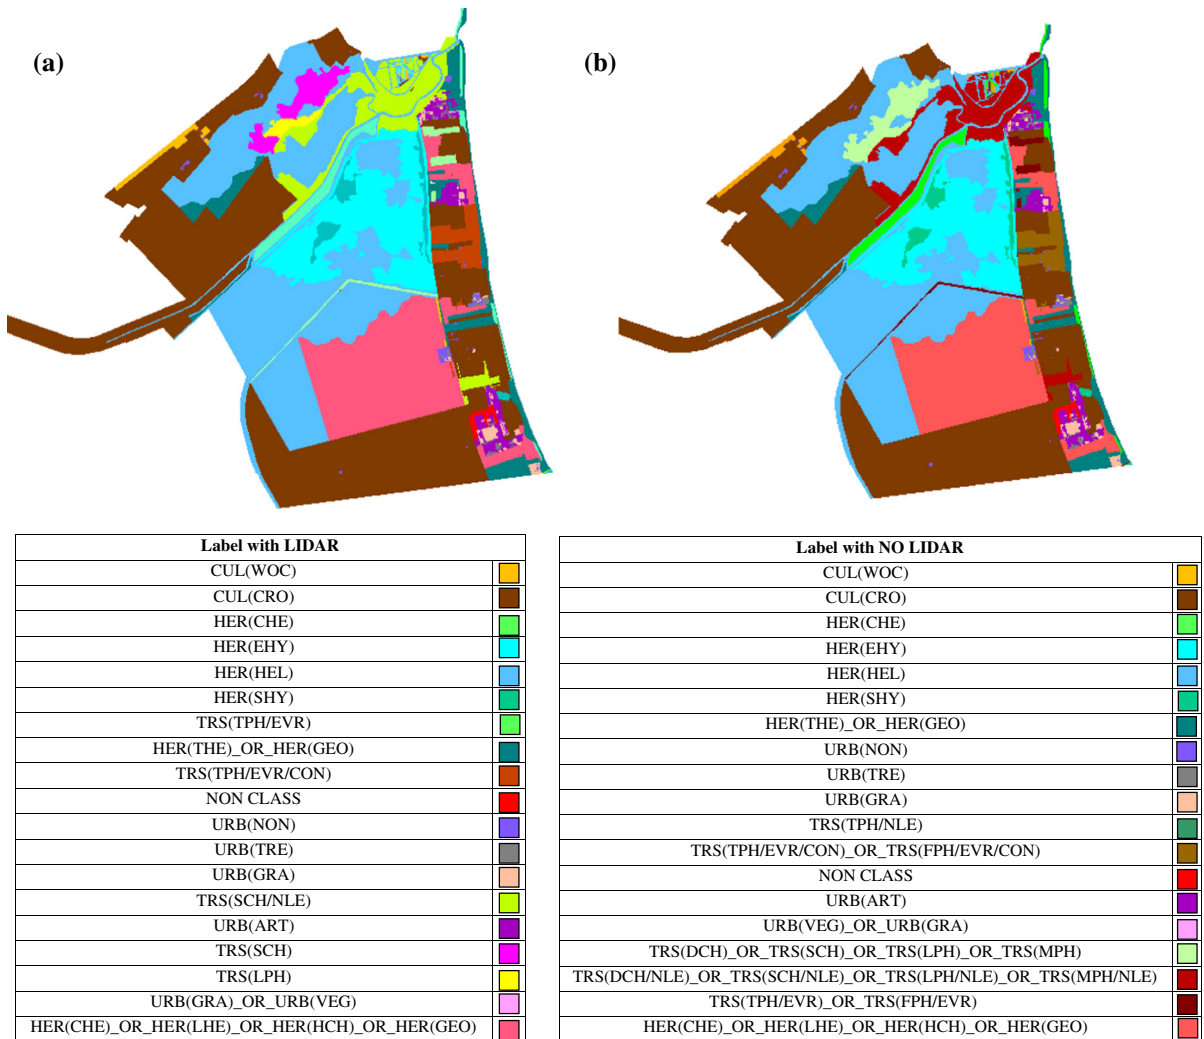 (a)
(b)
Label with LIDAR
CUL(WOC)
CUL(CRO)
HER(CHE)
HER(EHY)
HER(HEL)
HER(SHY)
TRS(TPH/EVR)
HER(THE)_OR_HER(GEO)
TRS(TPH/EVR/CON)
NON CLASS
URB(NON)
URB(TRE)
URB(GRA)
TRS(SCH/NLE)
URB(ART)
TRS(SCH)
TRS(LPH)
URB(GRA)_OR_URB(VEG)
HER(CHE)_OR_HER(LHE)_OR_HER(HCH)_OR_HER(GEO)
Label with NO LIDAR
CUL(WOC)
CUL(CRO)
HER(CHE)
HER(EHY)
HER(HEL)
HER(SHY)
HER(THE)_OR_HER(GEO)
URB(NON)
URB(TRE)
URB(GRA)
TRS(TPH/NLE)
TRS(TPH/EVR/CON)_OR_TRS(FPH/EVR/CON)
NON CLASS
URB(ART)
URB(VEG)_OR_URB(GRA)
TRS(DCH)_OR_TRS(SCH)_OR_TRS(LPH)_OR_TRS(MPH)
TRS(DCH/NLE)_OR_TRS(SCH/NLE)_OR_TRS(LPH/NLE)_OR_TRS(MPH/NLE)
TRS(TPH/EVR)_OR_TRS(FPH/EVR)
HER(CHE)_OR_HER(LHE)_OR_HER(HCH)_OR_HER(GEO)